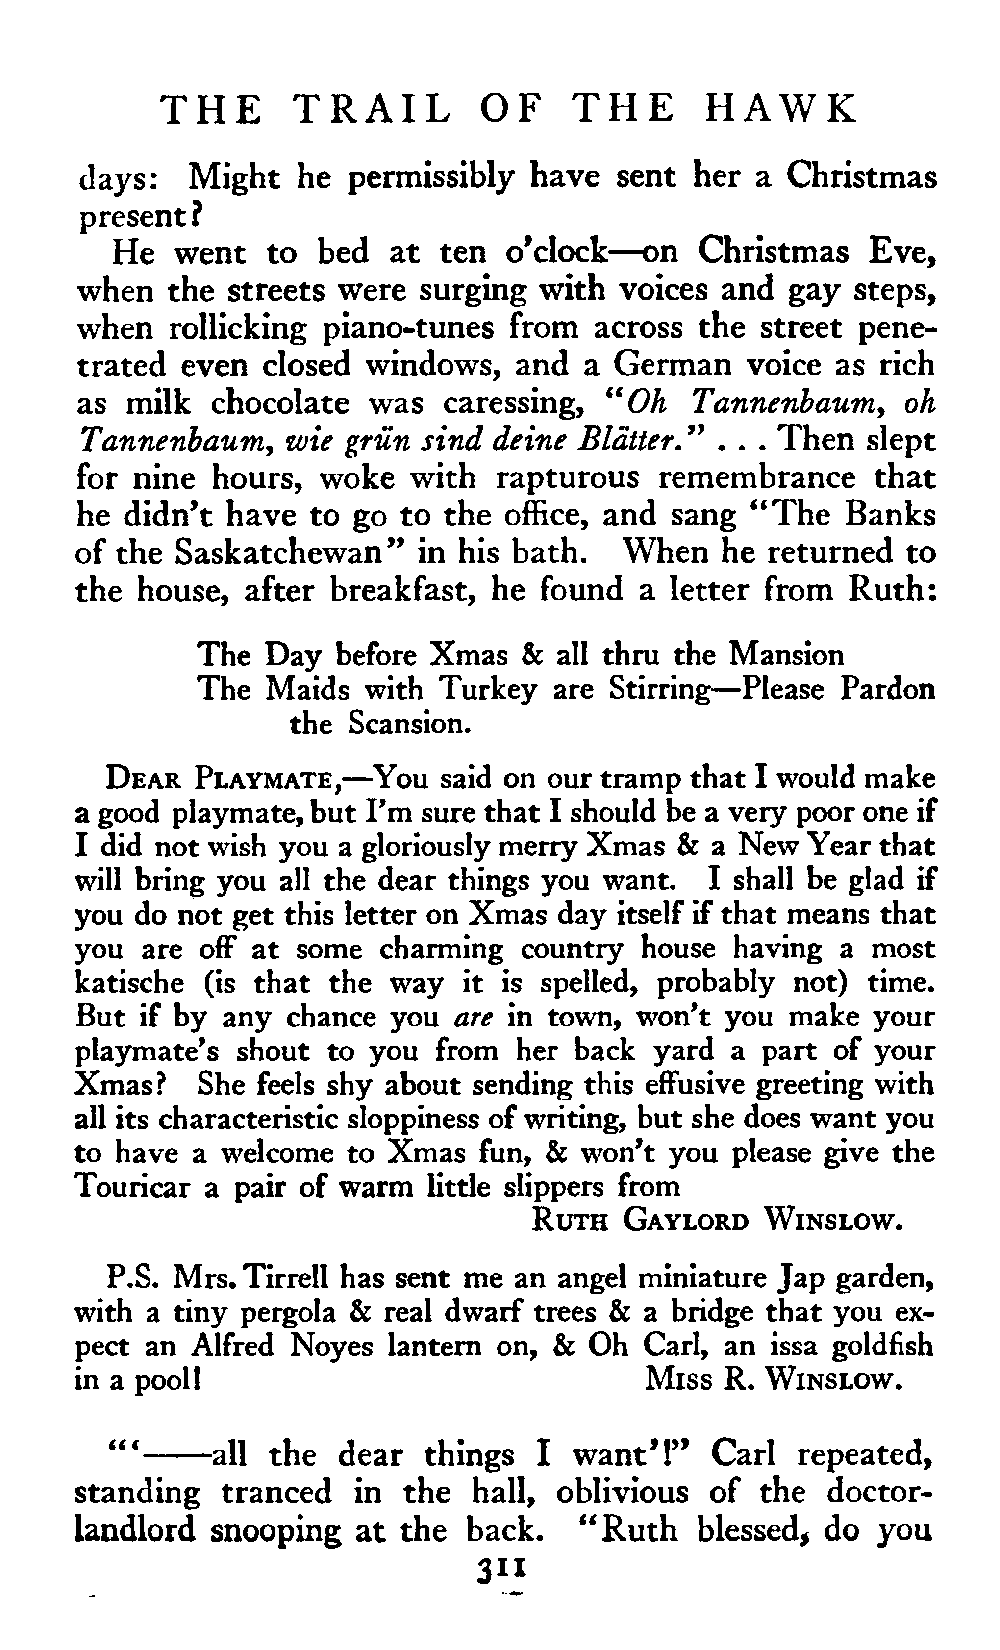 THE TRAIL OF THE HAWK
days: Might he permissibly have sent her a Christmas
present?
He went to bed at ten o'clock—on Christmas Eve,
when the streets were surging with voices and gay steps,
when rollicking piano-tunes from across the street pene-
trated even closed windows, and a German voice as rich
as milk chocolate was caressing, "Oh Tannenbaum, oh
Tannenbaum, wie grün sind deine Blätter." . . . Then slept
for nine hours, woke with rapturous remembrance that
he didn't have to go to the office, and sang "The Banks
of the Saskatchewan" in his bath. When he returned to
the house, after breakfast, he found a letter from Ruth:
The Day before Xmas & all thru the Mansion
The Maids with Turkey are Stirring—Please Pardon
the Scansion.
DEAR PLAYMATE,—You said on our tramp that I would make
a good playmate, but I'm sure that I should be a very poor one if
I did not wish you a gloriously merry Xmas & a New Year that
will bring you all the dear things you want. I shall be glad if
you do not get this letter on Xmas day itself if that means that
you are off at some charming country house having a most
katische (is that the way it is spelled, probably not) time.
But if by any chance you are in town, won't you make your
playmate's shout to you from her back yard a part of your
Xmas? She feels shy about sending this effusive greeting with
all its characteristic sloppiness of writing, but she does want you
to have a welcome to Xmas fun, & won't you please give the
Touricar a pair of warm little slippers from
RUTH GAYLORD WINSLOW.
P.S. Mrs. Tirrell has sent me an angel miniature Jap garden,
with a tiny pergola & real dwarf trees & a bridge that you ex-
pect an Alfred Noyes lantern on, & Oh Carl, an issa goldfish
in a pool! MISS R. WINSLOW.
"'——all the dear things I want'!" Carl repeated,
standing tranced in the hall, oblivious of the doctor-
landlord snooping at the back. "Ruth blessed, do you
311